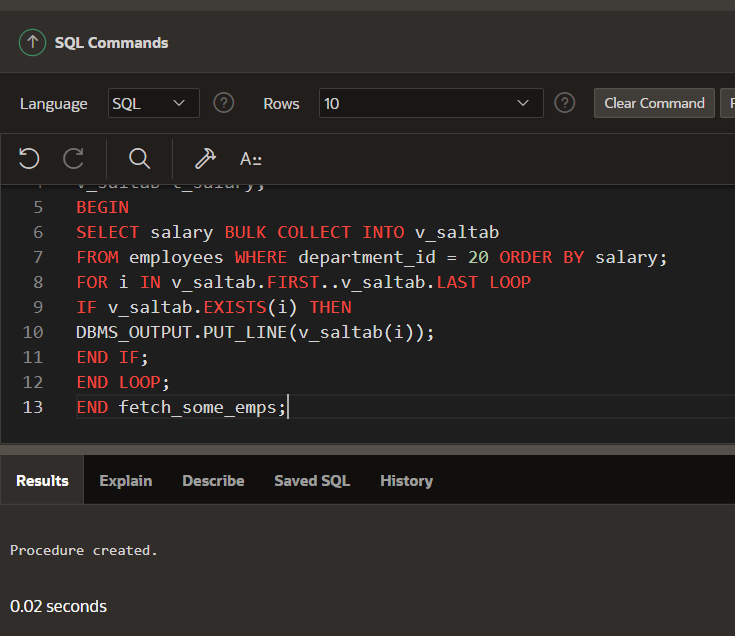 SQL Commands
Language SQL Rows 10 Clear Command
A::
v_saltab t_salary;
5 BEGIN
6 SELECT salary BULK COLLECT INTO v_saltab
7 FROM employees WHERE department_id = 20 ORDER BY salary;
8 FOR i IN v_saltab.FIRST..v_saltab.LAST LOOP
9 IF v_saltab.EXISTS(i) THEN
10 DBMS_OUTPUT.PUT_LINE(v_saltab(i));
11 END IF;
12 END LOOP;
13 END fetch_some_emps;
Results Explain Describe Saved SQL History
Procedure created.
0.02 seconds